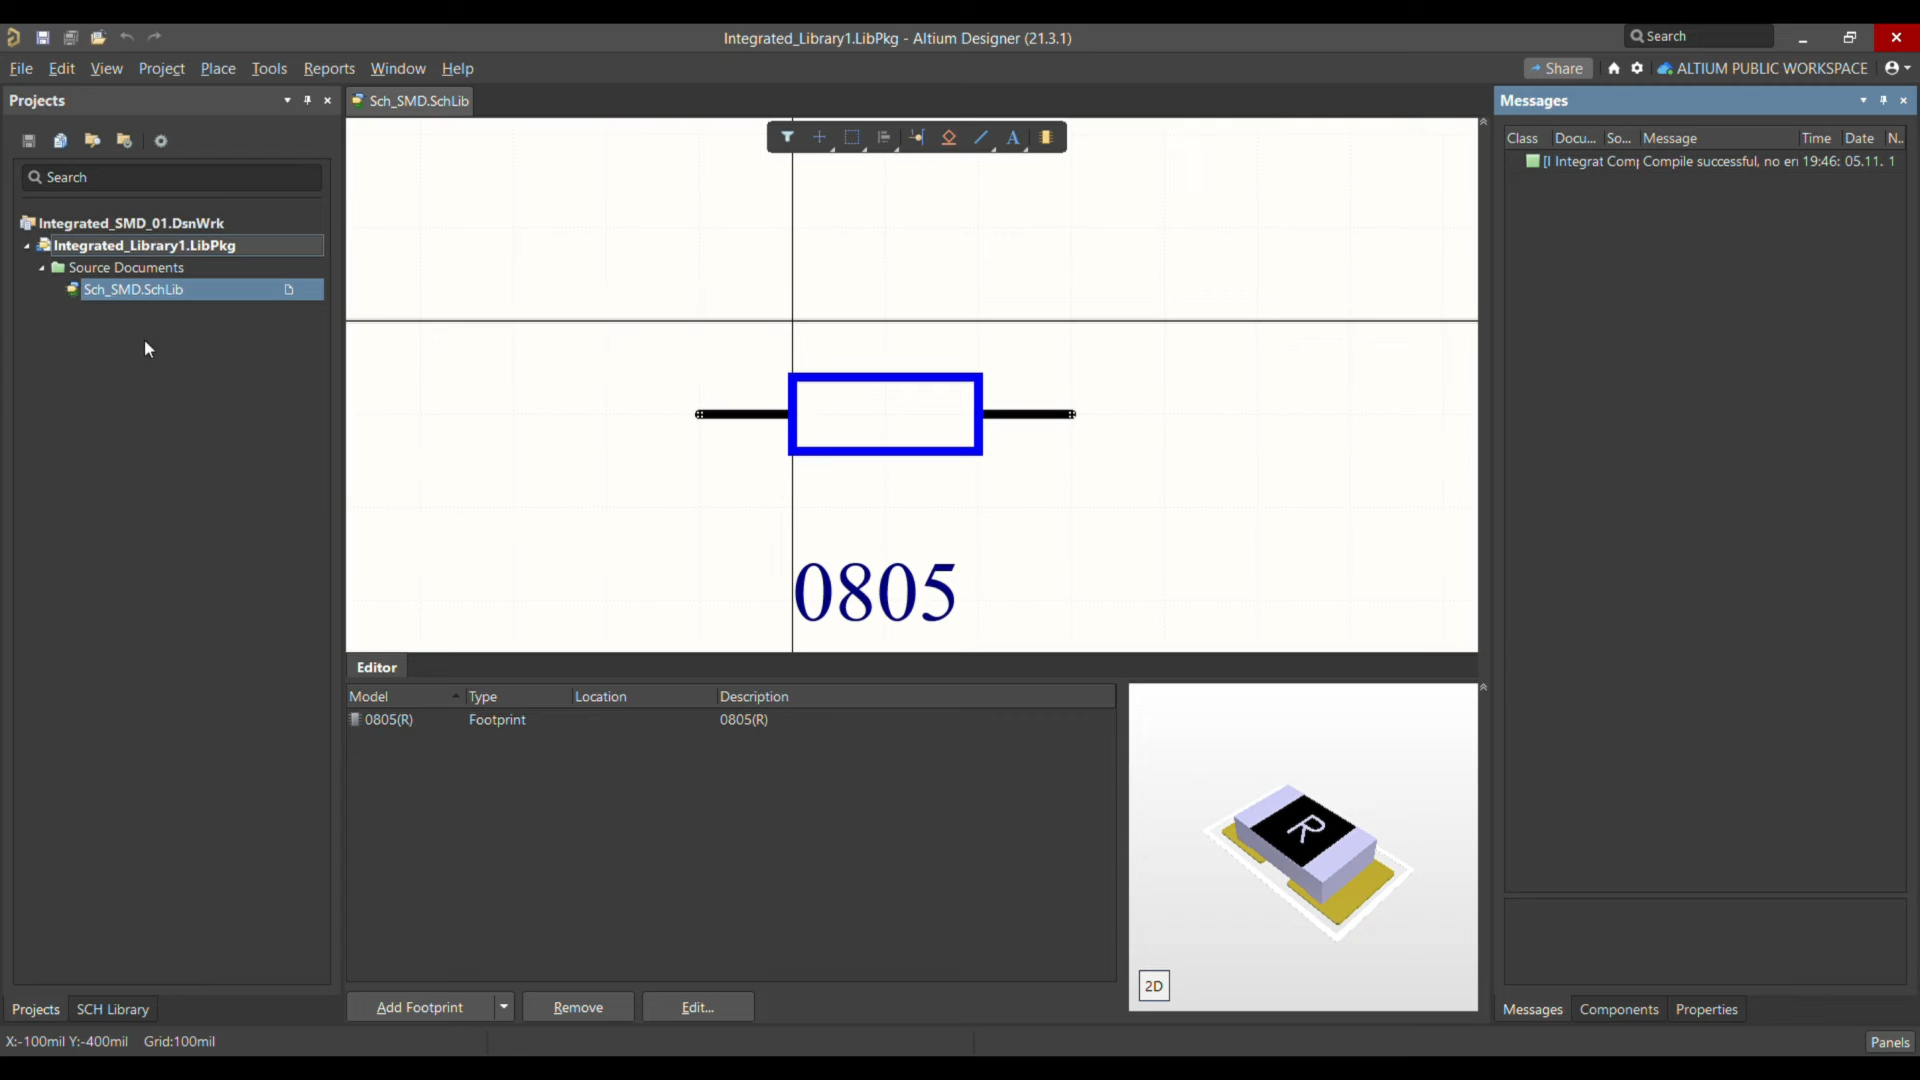 Integrated_Library1.LibPkg - Altium Designer (21.3.1)
Search
File Edit View Project Place Tools Reports Window Help
Share
ALTIUM PUBLIC WORKSPACE
Projects
Search
Integrated_SMD_01.DsnWrk
Integrated_Library1.LibPkg
Source Documents
Sch_SMD.SchLib
Sch_SMD.SchLib
A
0805
Editor
Model Type Location Description
0805(R) Footprint 0805(R)
R
2D
Add Footprint Remove Edit...
Messages
Class Docu... So... Message Time Date N..
[I Integrat Comp Compile successful, no er 19:46: 05.11. 1
Projects SCH Library
Messages Components Properties
X:-100mil Y:-400mil Grid:100mil
Panels